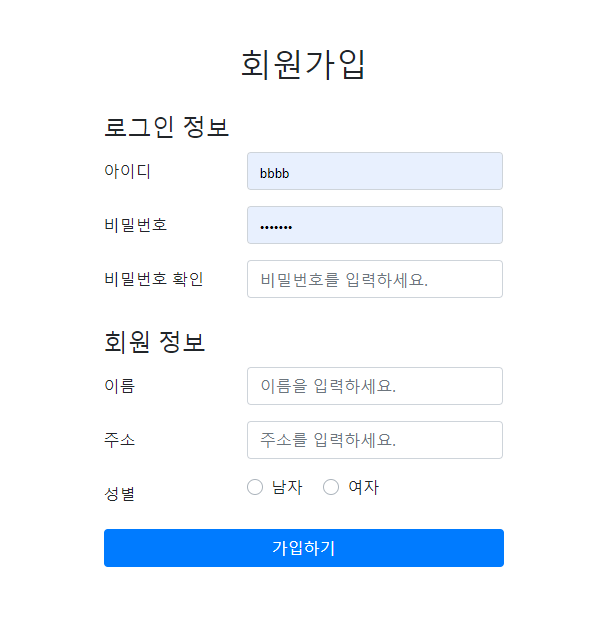 회원가입
로그인 정보
아이디 bbbb
비밀번호 •••••••
비밀번호 확인 비밀번호를 입력하세요.
회원 정보
이름 이름을 입력하세요.
주소 주소를 입력하세요.
성별 남자 여자
가입하기